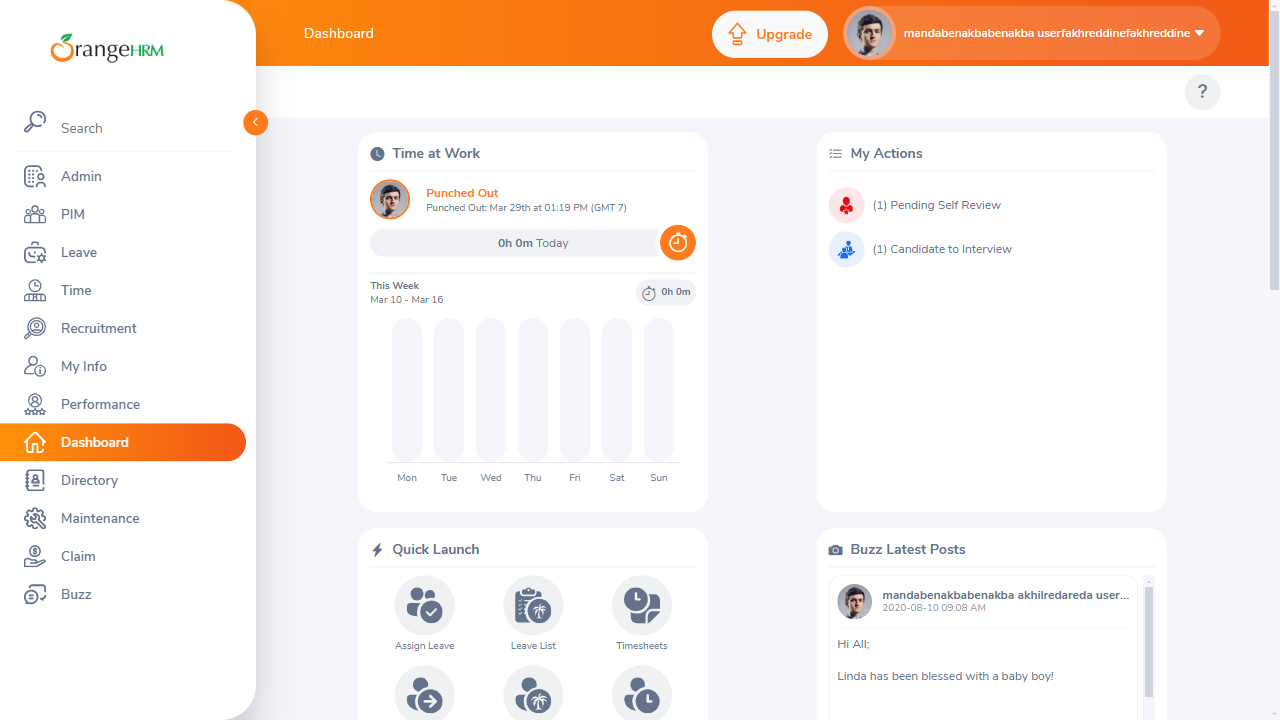 OrangeHRM
Search
Admin
PIM
Leave
Time
Recruitment
My Info
Performance
Dashboard
Directory
Maintenance
Claim
Buzz
Dashboard
Upgrade
mandabenakbabenakba userfakhreddinefakhreddine
?
Time at Work
Punched Out
Punched Out: Mar 29th at 01:19 PM (GMT 7)
0h 0m Today
This Week
Mar 10 - Mar 16
0h 0m
Mon Tue Wed Thu Fri Sat Sun
My Actions
(1) Pending Self Review
(1) Candidate to Interview
Quick Launch
Assign Leave
Leave List
Timesheets
Buzz Latest Posts
mandabenakbabenakba akhilredareda user...
2020-08-10 09:08 AM
Hi All;
Linda has been blessed with a baby boy!